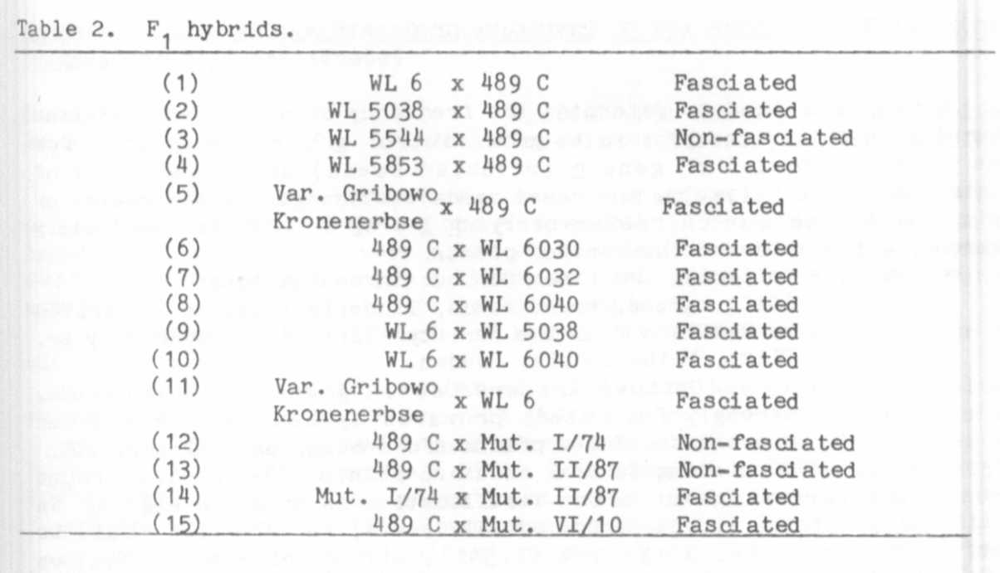 Table 2. F1 hybrids.
(1) WL 6 x 489 C Fasciated
(2) WL 5038 x 489 C Fasciated
(3) WL 5544 x 489 C Non-fasciated
(4) WL 5853 x 489 C Fasciated
(5) Var. Gribowo
Kronenerbse x 489 C Fasciated
(6) 489 C x WL 6030 Fasciated
(7) 489 C x WL 6032 Fasciated
(8) 489 C x WL 6040 Fasciated
(9) WL 6 x WL 5038 Fasciated
(10) WL 6 x WL 6040 Fasciated
(11) Var. Gribowo
Kronenerbse x WL 6 Fasciated
(12) 489 C x Mut. I/74 Non-fasciated
(13) 489 C x Mut. II/87 Non-fasciated
(14) Mut. I/74 x Mut. II/87 Fasciated
(15) 489 C x Mut. VI/10 Fasciated